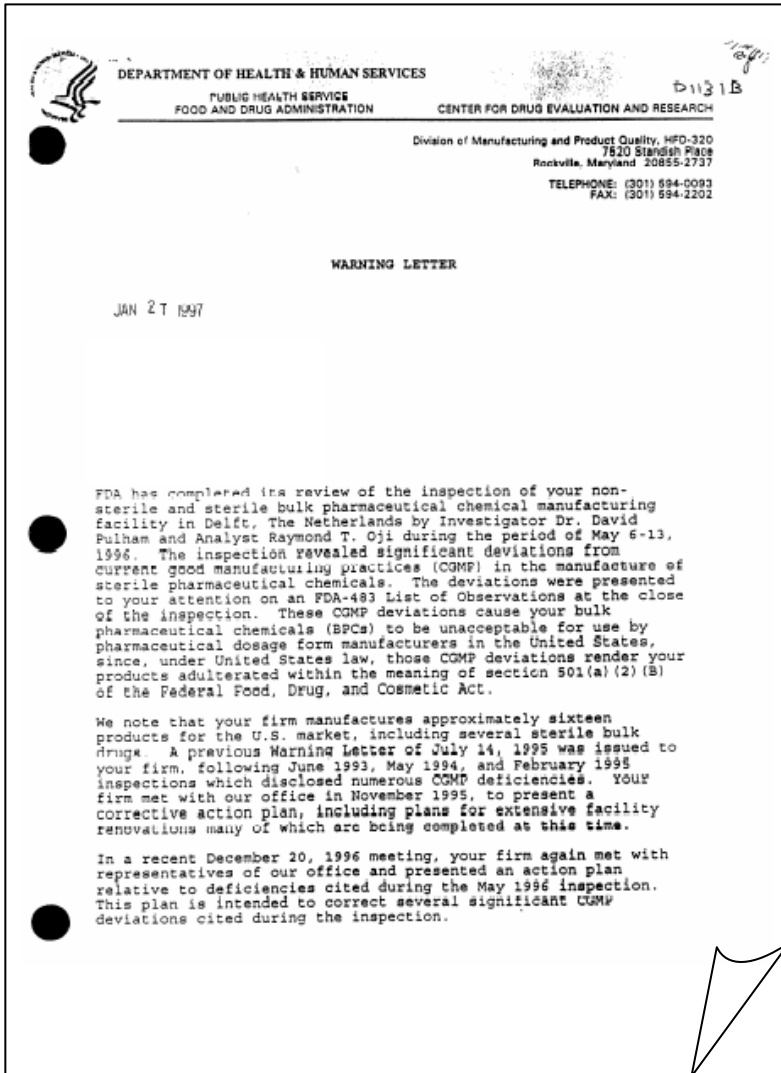 DEPARTMENT OF HEALTH & HUMAN SERVICES
D1131B
PUBLIC HEALTH SERVICE
FOOD AND DRUG ADMINISTRATION
CENTER FOR DRUG EVALUATION AND RESEARCH
Division of Manufacturing and Product Quality, HFD-320
7520 Standish Place
Rockville, Maryland 20855-2737
TELEPHONE: (301) 594-0093
FAX: (301) 594-2202
WARNING LETTER
JAN 27 1997
FDA has completed its review of the inspection of your non-
sterile and sterile bulk pharmaceutical chemical manufacturing
facility in Delft, The Netherlands by Investigator Dr. David
Pulham and Analyst Raymond T. Oji during the period of May 6-13,
1996. The inspection revealed significant deviations from
current good manufacturing practices (CGMP) in the manufacture of
sterile pharmaceutical chemicals. The deviations were presented
to your attention on an FDA-483 List of Observations at the close
of the inspection. These CGMP deviations cause your bulk
pharmaceutical chemicals (BPCs) to be unacceptable for use by
pharmaceutical dosage form manufacturers in the United States,
since, under United States law, those CGMP deviations render your
products adulterated within the meaning of section 501(a)(2)(B)
of the Federal Food, Drug, and Cosmetic Act.
We note that your firm manufactures approximately sixteen
products for the U.S. market, including several sterile bulk
drugs. A previous Warning Letter of July 14, 1995 was issued to
your firm, following June 1993, May 1994, and February 1995
inspections which disclosed numerous CGMP deficiencies. Your
firm met with our office in November 1995, to present a
corrective action plan, including plans for extensive facility
renovations many of which are being completed at this time.
In a recent December 20, 1996 meeting, your firm again met with
representatives of our office and presented an action plan
relative to deficiencies cited during the May 1996 inspection.
This plan is intended to correct several significant CGMP
deviations cited during the inspection.